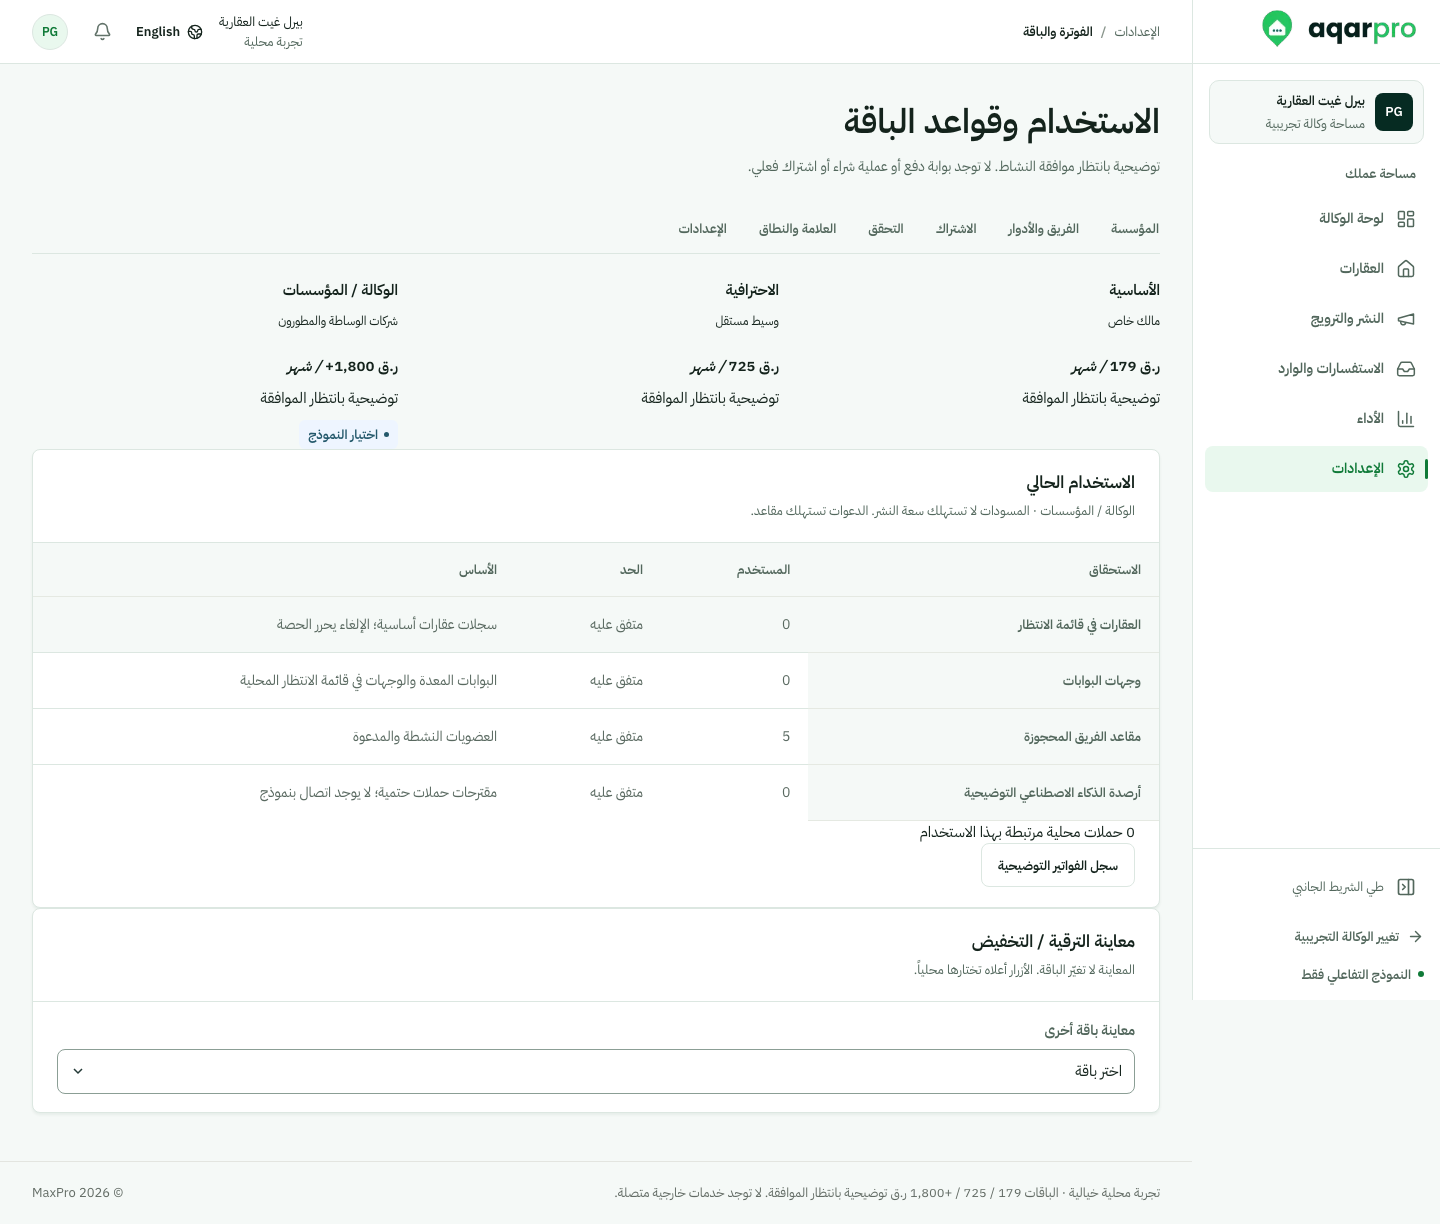 aqarpro
بيرل غيت العقارية
مساحة وكالة تجريبية
PG
مساحة عملك
لوحة الوكالة
العقارات
النشر والترويج
الاستفسارات والوارد
الأداء
الإعدادات
طي الشريط الجانبي
تغيير الوكالة التجريبية
النموذج التفاعلي فقط
الإعدادات / الفوترة والباقة
بيرل غيت العقارية
تجربة محلية
English
PG
الاستخدام وقواعد الباقة
توضيحية بانتظار موافقة النشاط. لا توجد بوابة دفع أو عملية شراء أو اشتراك فعلي.
المؤسسة الفريق والأدوار الاشتراك التحقق العلامة والنطاق الإعدادات
الأساسية
مالك خاص
ر.ق 179 / شهر
توضيحية بانتظار الموافقة
الاحترافية
وسيط مستقل
ر.ق 725 / شهر
توضيحية بانتظار الموافقة
الوكالة / المؤسسات
شركات الوساطة والمطورون
ر.ق 1,800+ / شهر
توضيحية بانتظار الموافقة
اختيار النموذج
الاستخدام الحالي
الوكالة / المؤسسات · المسودات لا تستهلك سعة النشر. الدعوات تستهلك مقاعد.
الاستحقاق المستخدم الحد الأساس
العقارات في قائمة الانتظار 0 متفق عليه سجلات عقارات أساسية؛ الإلغاء يحرر الحصة
وجهات البوابات 0 متفق عليه البوابات المعدة والوجهات في قائمة الانتظار المحلية
مقاعد الفريق المحجوزة 5 متفق عليه العضويات النشطة والمدعوة
أرصدة الذكاء الاصطناعي التوضيحية 0 متفق عليه مقترحات حملات حتمية؛ لا يوجد اتصال بنموذج
0 حملات محلية مرتبطة بهذا الاستخدام
سجل الفواتير التوضيحية
معاينة الترقية / التخفيض
المعاينة لا تغيّر الباقة. الأزرار أعلاه تختارها محلياً.
معاينة باقة أخرى
اختر باقة
تجربة محلية خيالية · الباقات 179 / 725 / 1,800+ ر.ق توضيحية بانتظار الموافقة. لا توجد خدمات خارجية متصلة.
© 2026 MaxPro